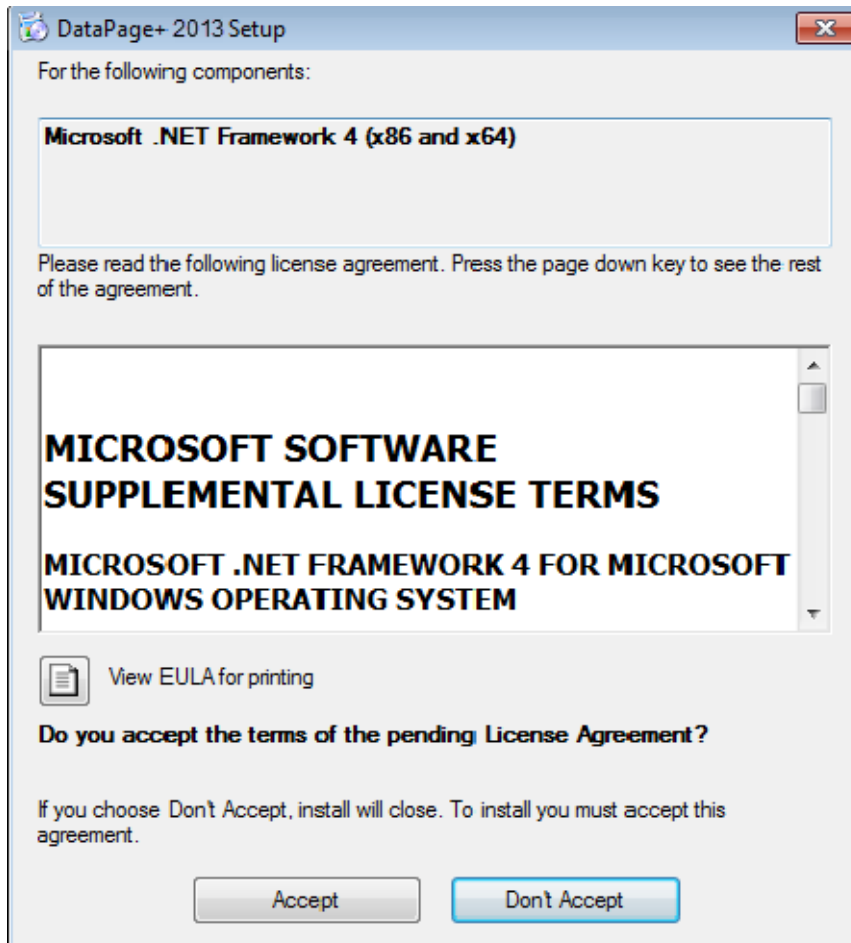 DataPage+ 2013 Setup
For the following components:
Microsoft .NET Framework 4 (x86 and x64)
Please read the following license agreement. Press the page down key to see the rest
of the agreement.
MICROSOFT SOFTWARE
SUPPLEMENTAL LICENSE TERMS
MICROSOFT .NET FRAMEWORK 4 FOR MICROSOFT
WINDOWS OPERATING SYSTEM
View EULA for printing
Do you accept the terms of the pending License Agreement?
If you choose Don't Accept, install will close. To install you must accept this
agreement.
Accept
Don't Accept